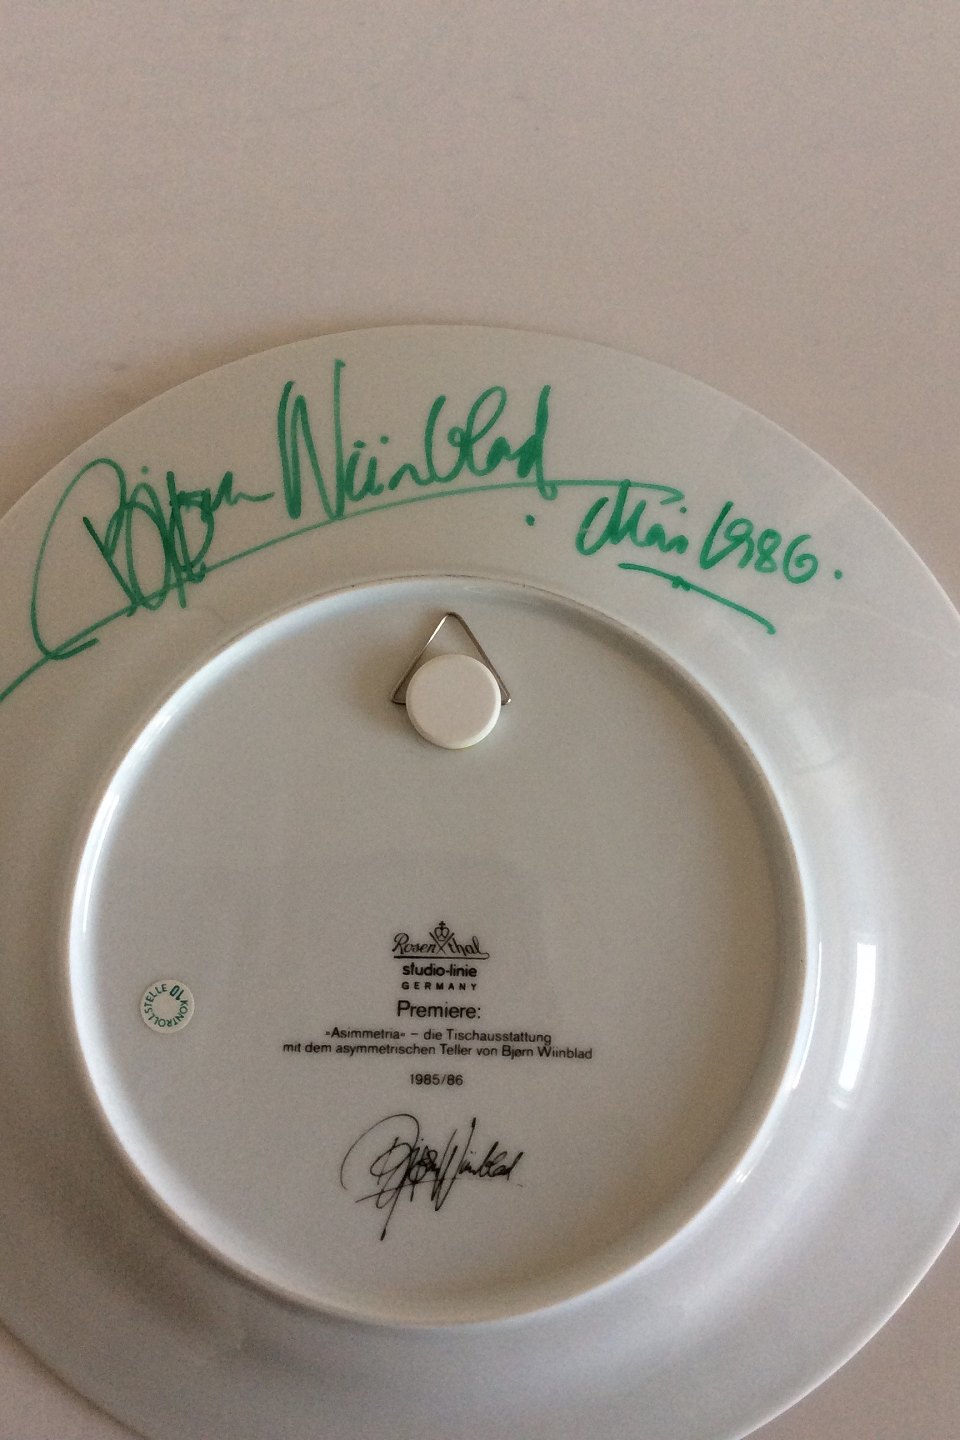 Bjørn Wiinblad
. Mai 1986.
Rosenthal
studio-linie
GERMANY
Premiere:
»Asimmetria« – die Tischausstattung
mit dem asymmetrischen Teller von Bjørn Wiinblad
1985/86
Bjørn Wiinblad
KONTROLLSTELLE 10